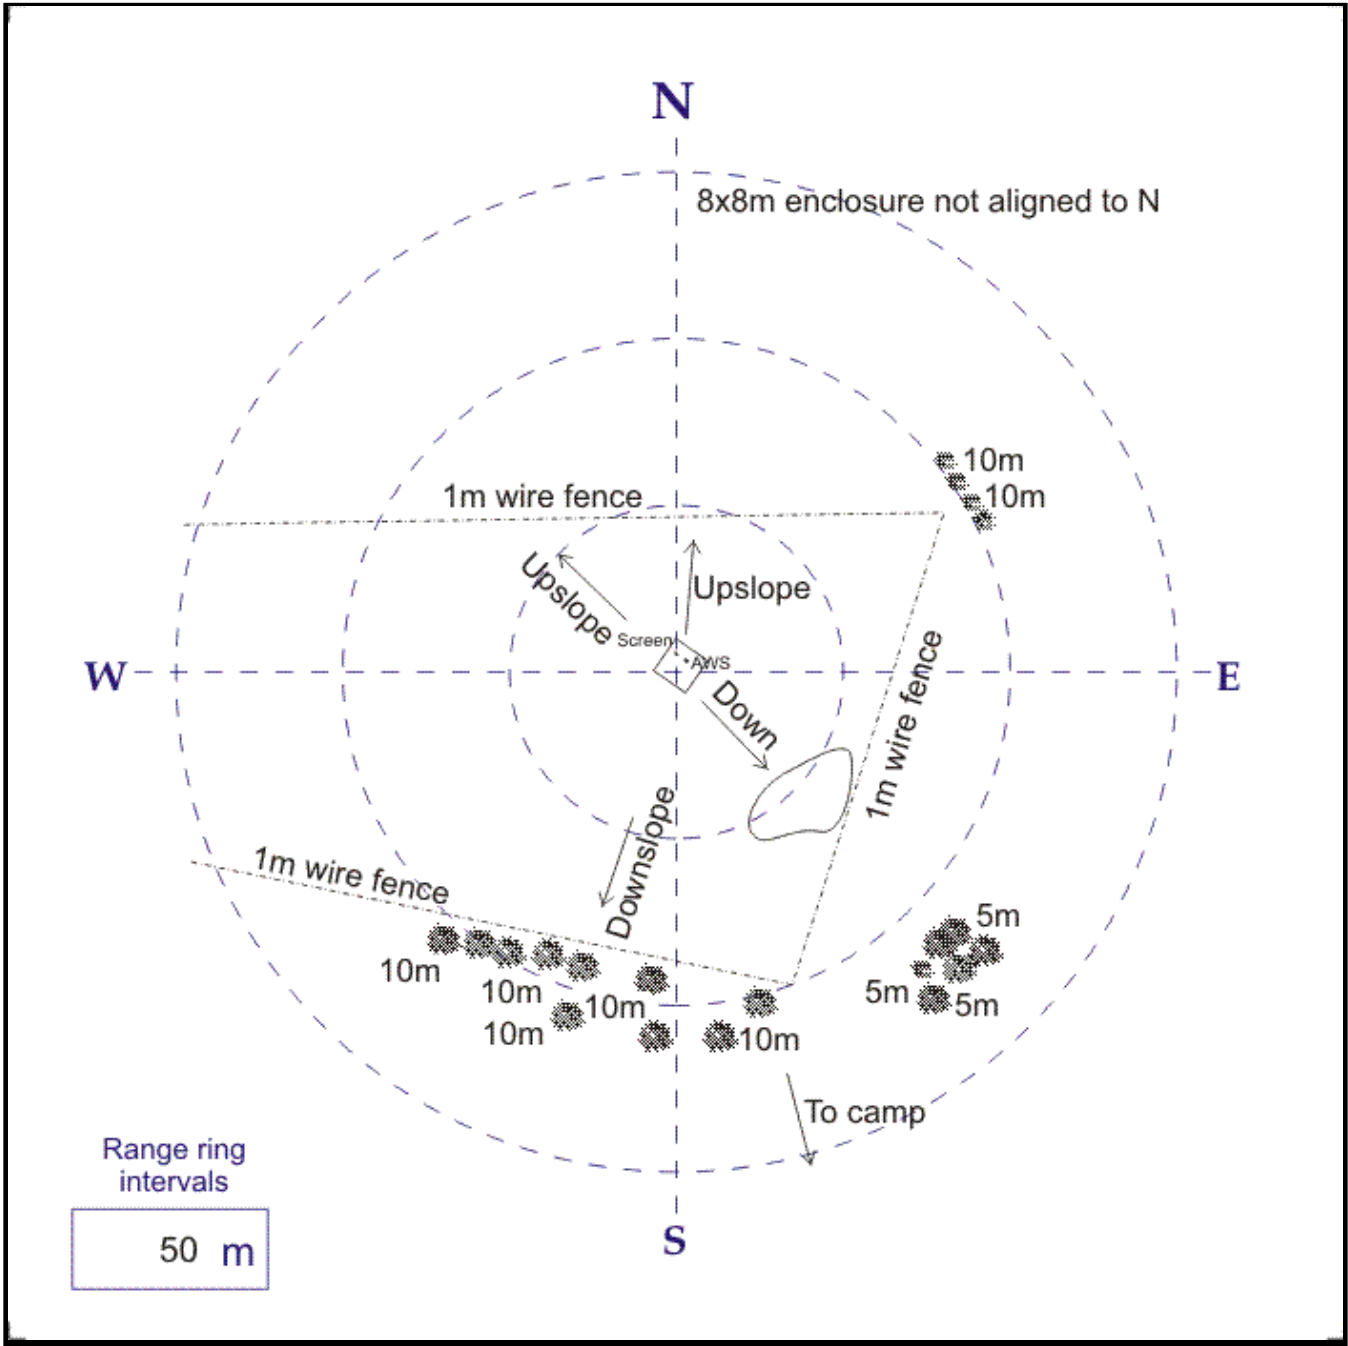 N
8x8m enclosure not aligned to N
10m
1m wire fence
10m
Upslope
Upslope
Screen
AWS
W
E
Down
1m wire fence
Downslope
1m wire fence
5m
10m
10m
5m
10m
5m
10m
10m
To camp
Range ring
intervals
S
50 m